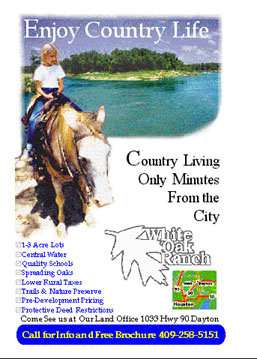 Enjoy Country Life
Country Living
Only Minutes
From the
City
White
Oak
Ranch
1-3 Acre Lots
Central Water
Quality Schools
Spreading Oaks
Lower Rural Taxes
Trails & Nature Preserve
Pre-Development Pricing
Protective Deed Restrictions
Houston
Come See us at Our Land Office 1033 Hwy 90 Dayton
Call for Info and Free Brochure 409-258-5151